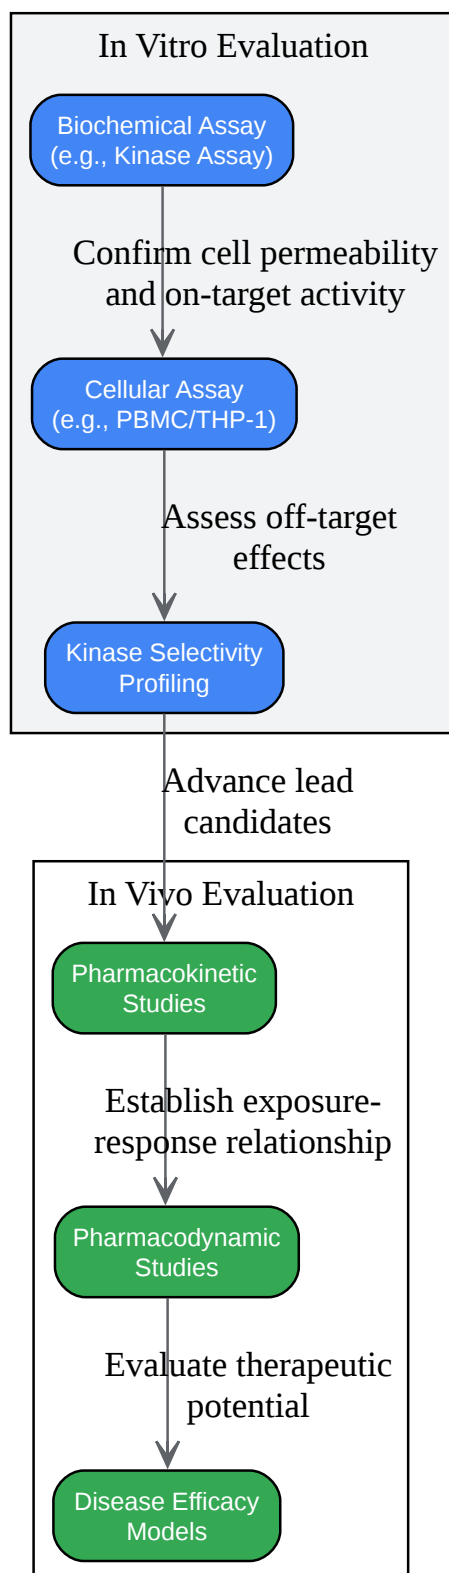 In Vitro Evaluation
Biochemical Assay
(e.g., Kinase Assay)
Confirm cell permeability
and on-target activity
Cellular Assay
(e.g., PBMC/THP-1)
Assess off-target
effects
Kinase Selectivity
Profiling
Advance lead
candidates
In Vivo Evaluation
Pharmacokinetic
Studies
Establish exposure-
response relationship
Pharmacodynamic
Studies
Evaluate therapeutic
potential
Disease Efficacy
Models